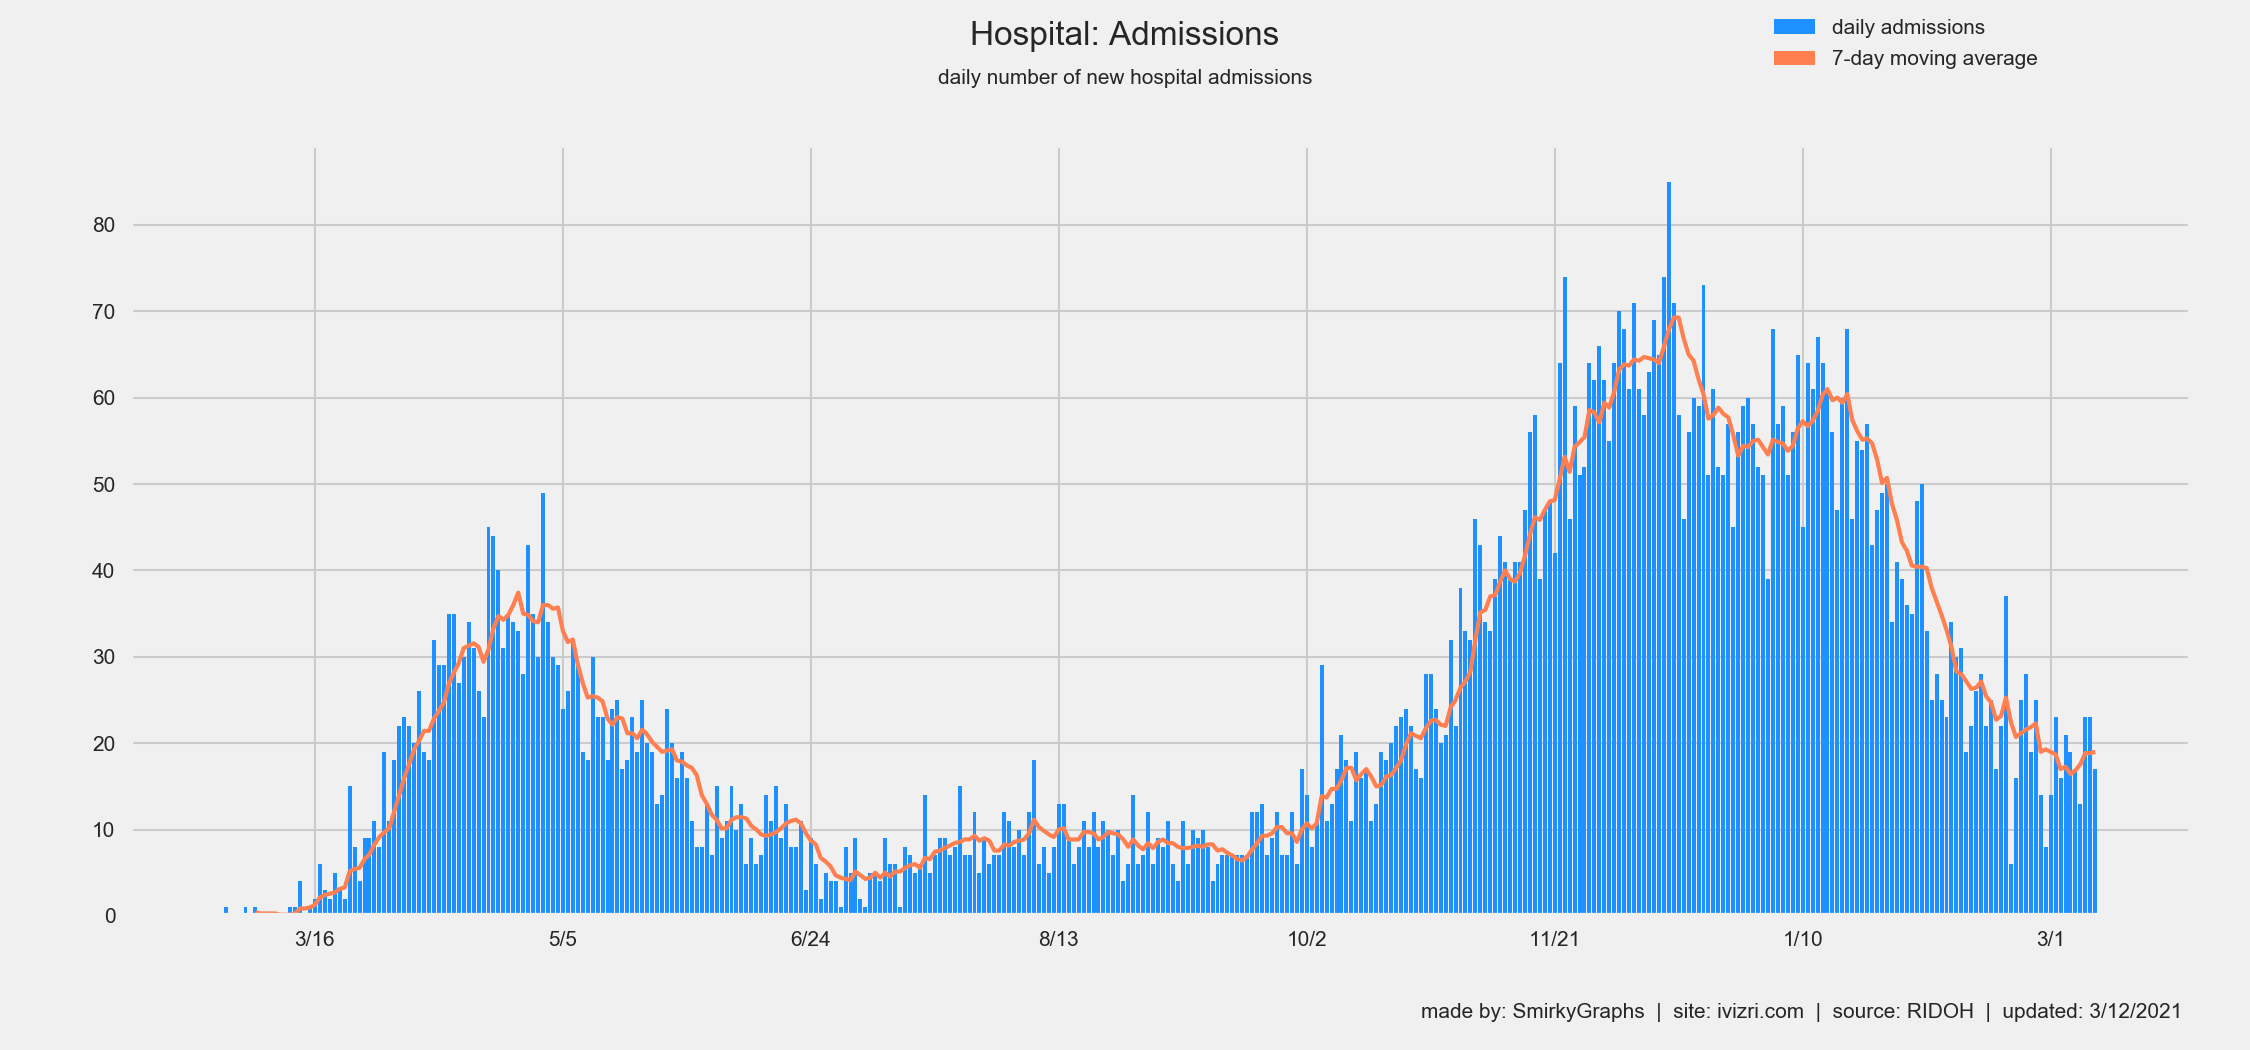 Hospital: Admissions
daily number of new hospital admissions
daily admissions
7-day moving average
80
70
60
50
40
30
20
10
0
3/16 5/5 6/24 8/13 10/2 11/21 1/10 3/1
made by: SmirkyGraphs | site: ivizri.com | source: RIDOH | updated: 3/12/2021